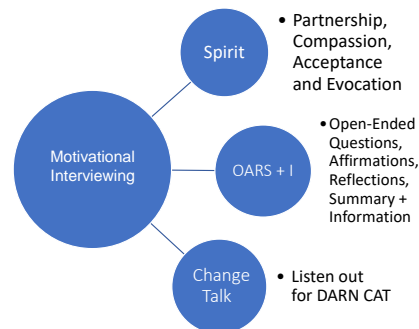 Motivational
Interviewing
Spirit
• Partnership,
Compassion,
Acceptance
and Evocation
OARS + I
• Open-Ended
Questions,
Affirmations,
Reflections,
Summary +
Information
Change
Talk
• Listen out
for DARN CAT